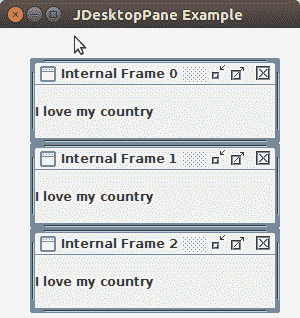 JDesktopPane Example
Internal Frame 0
I love my country
Internal Frame 1
I love my country
Internal Frame 2
I love my country